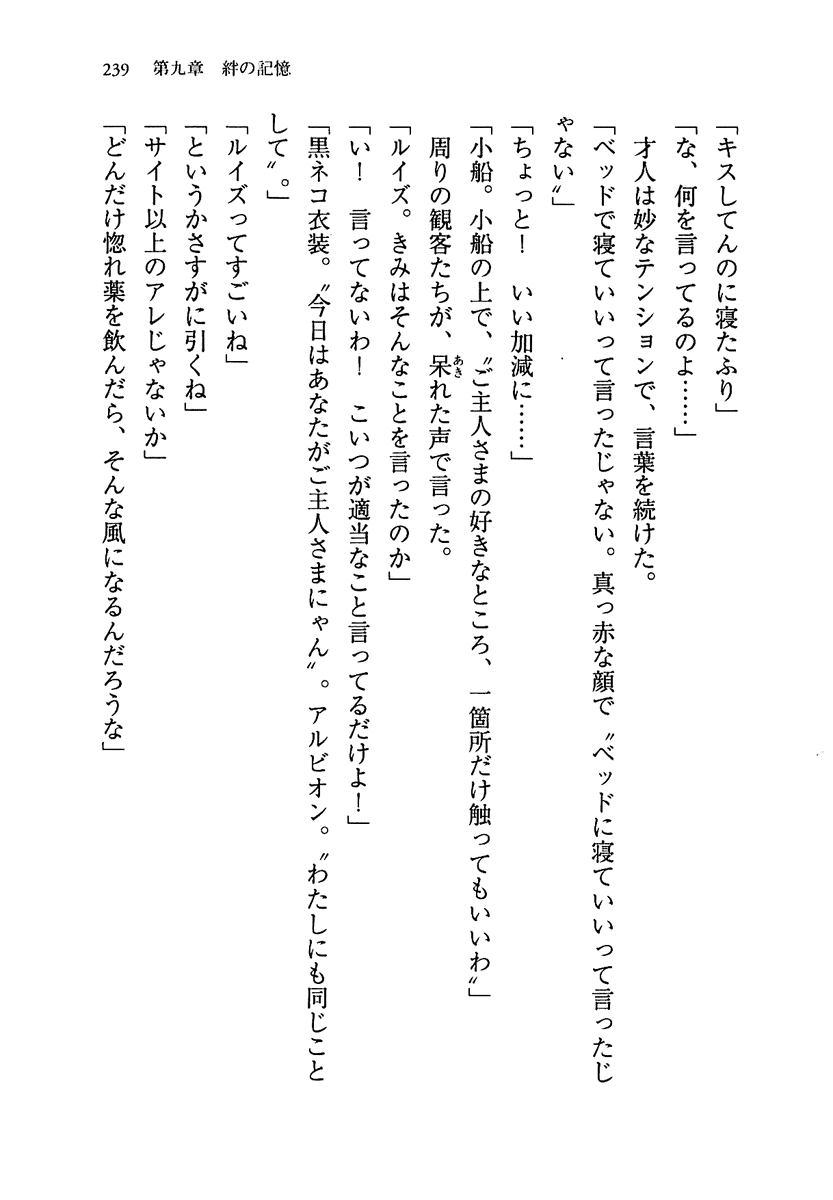 239　第九章　絆の記憶
「キスしてんのに寝たふり」
「な、何を言ってるのよ……」
　才人は妙なテンションで、言葉を続けた。
「ベッドで寝ていいって言ったじゃない。真っ赤な顔で〝ベッドに寝ていいって言ったじ
ゃない〟」
「ちょっと！　いい加減に……」
「小船。小船の上で、〝ご主人さまの好きなところ、一箇所だけ触ってもいいわ〟」
　周りの観客たちが、呆れた声で言った。
「ルイズ。きみはそんなことを言ったのか」
「い！　言ってないわ！　こいつが適当なこと言ってるだけよ！」
「黒ネコ衣装。〝今日はあなたがご主人さまにゃん〟。アルビオン。〝わたしにも同じこと
して〟。」
「ルイズってすごいね」
「というかさすがに引くね」
「サイト以上のアレじゃないか」
「どんだけ惚れ薬を飲んだら、そんな風になるんだろうな」